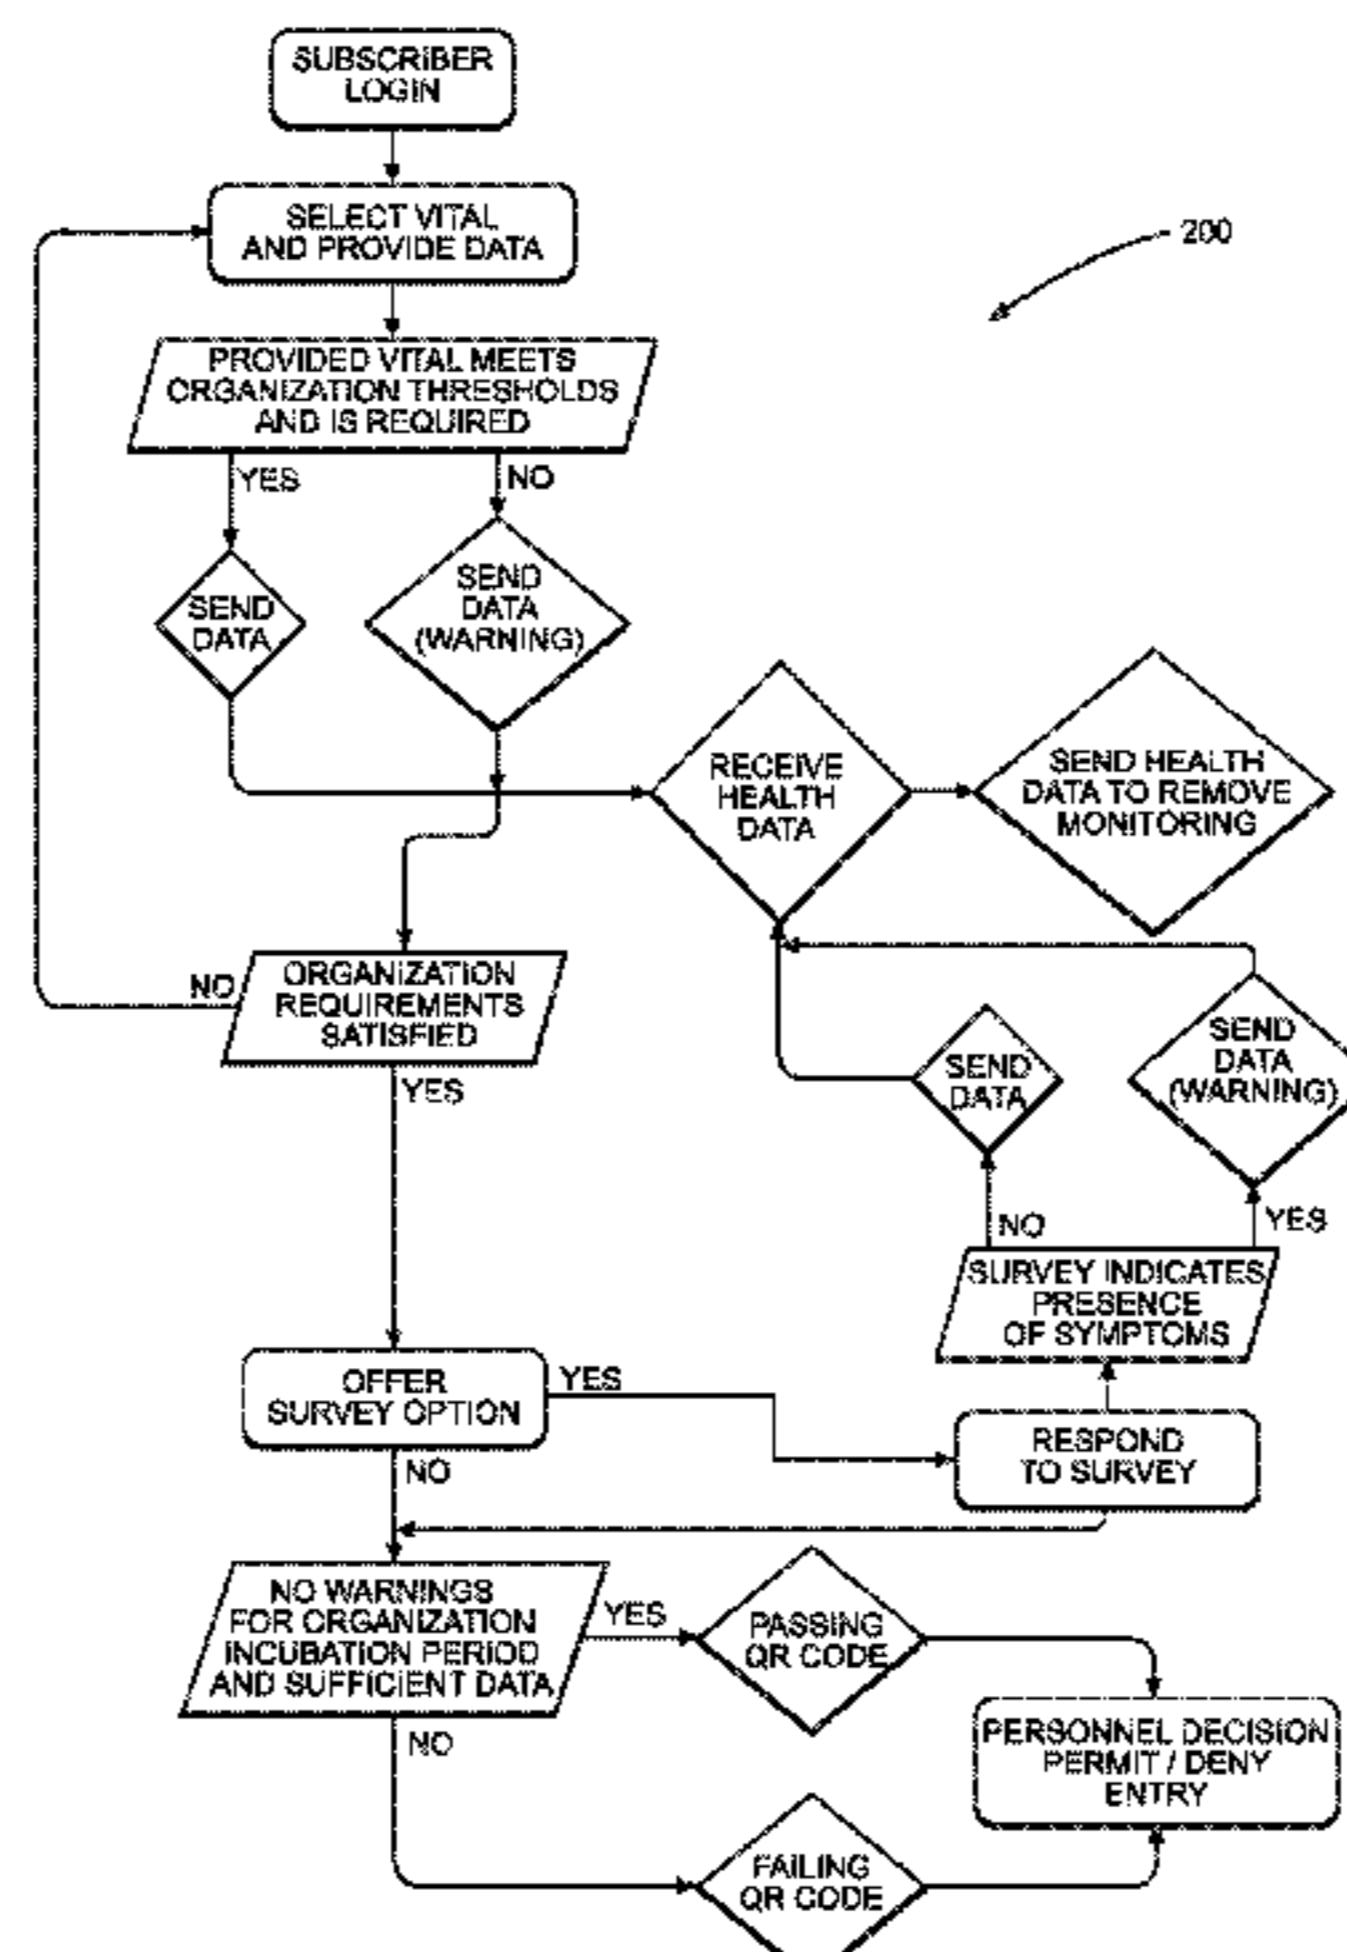 SUBSCRIBER
LOGIN
SELECT VITAL
AND PROVIDE DATA
200
PROVIDED VITAL MEETS
ORGANIZATION THRESHOLDS
AND IS REQUIRED
YES
NO
SEND
DATA
SEND
DATA
(WARNING)
RECEIVE
HEALTH
DATA
SEND HEALTH
DATA TO REMOVE
MONITORING
NO
ORGANIZATION
REQUIREMENTS
SATISFIED
YES
SEND
DATA
SEND
DATA
(WARNING)
NO
YES
SURVEY INDICATES
PRESENCE
OF SYMPTOMS
OFFER
SURVEY OPTION
YES
NO
RESPOND
TO SURVEY
NO WARNINGS
FOR ORGANIZATION
INCUBATION PERIOD
AND SUFFICIENT DATA
YES
NO
PASSING
QR CODE
PERSONNEL DECISION
PERMIT / DENY
ENTRY
FAILING
QR CODE